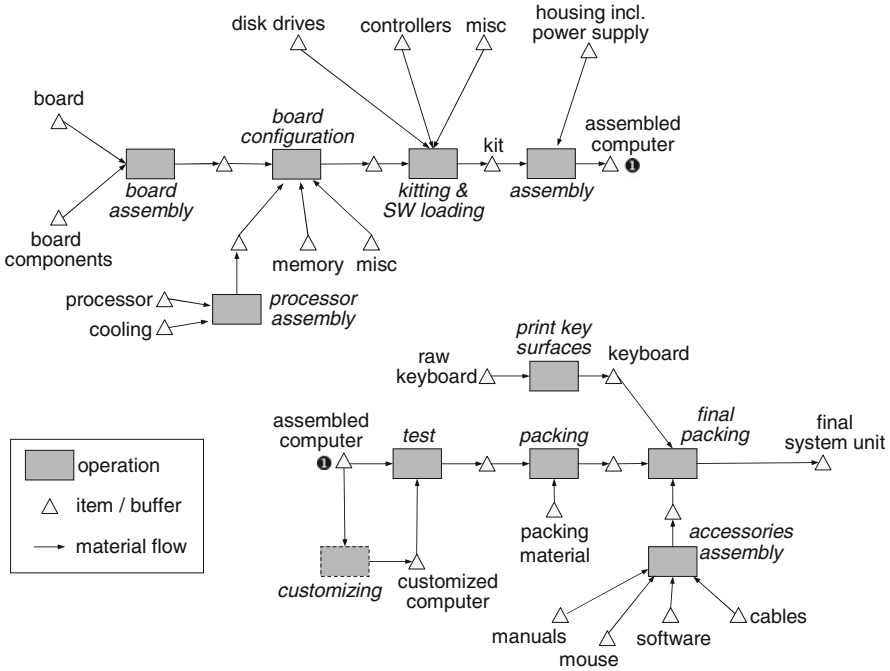 disk drives
controllers
misc
housing incl.
power supply
board
board
configuration
kit
assembled
computer
❶
board
assembly
kitting &
SW loading
assembly
board
components
memory
misc
processor
cooling
processor
assembly
print key
surfaces
raw
keyboard
keyboard
assembled
computer
❶
test
packing
final
packing
final
system unit
operation
item / buffer
material flow
packing
material
accessories
assembly
customizing
customized
computer
manuals
mouse
software
cables